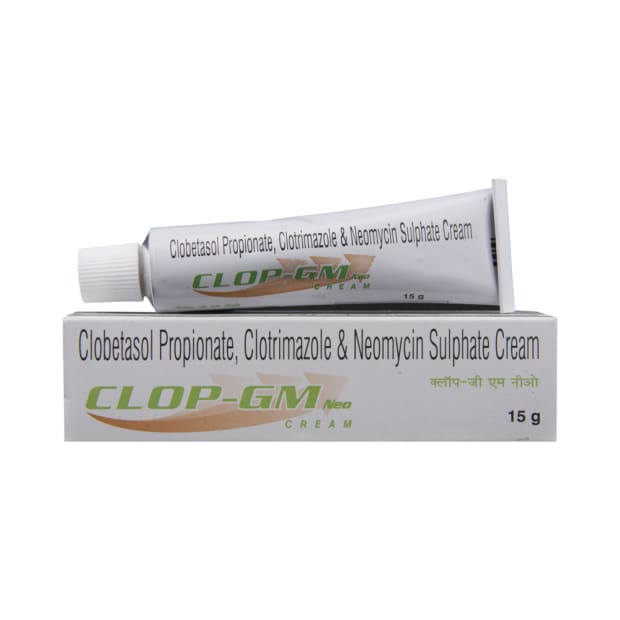 Clobetasol Propionate, Clotrimazole & Neomycin Sulphate Cream
CLOP-GM Neo
CREAM
15 g
Clobetasol Propionate, Clotrimazole & Neomycin Sulphate Cream
क्लॉप-जी एम नीओ
CLOP-GM Neo
CREAM
15 g